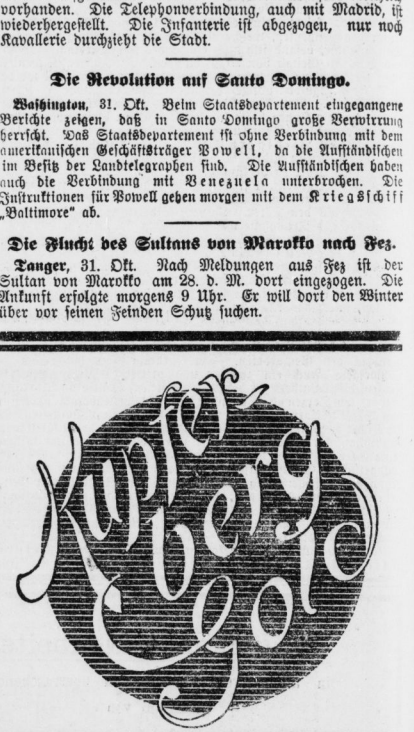 vorhanden. Die Telephonverbindung, auch mit Madrid, ist
wiederhergestellt. Die Infanterie ist abgezogen, nur noch
Kavallerie durchzieht die Stadt.
Die Revolution auf Santo Domingo.
Washington, 31. Okt. Beim Staatsdepartement eingegangene
Berichte zeigen, daß in Santo Domingo große Verwirrung
herrscht. Das Staatsdepartement ist ohne Verbindung mit dem
amerikanischen Geschäftsträger Powell, da die Aufständischen
im Besitz der Landtelegraphen sind. Die Aufständischen haben
auch die Verbindung mit Venezuela unterbrochen. Die
Instruktionen für Powell gehen morgen mit dem Kriegsschiff
„Baltimore“ ab.
Die Flucht des Sultans von Marokko nach Fez.
Tanger, 31. Okt. Nach Meldungen aus Fez ist der
Sultan von Marokko am 28. d. M. dort eingezogen. Die
Ankunft erfolgte morgens 9 Uhr. Er will dort den Winter
über vor seinen Feinden Schutz suchen.
Kupfer-
berg
Gold